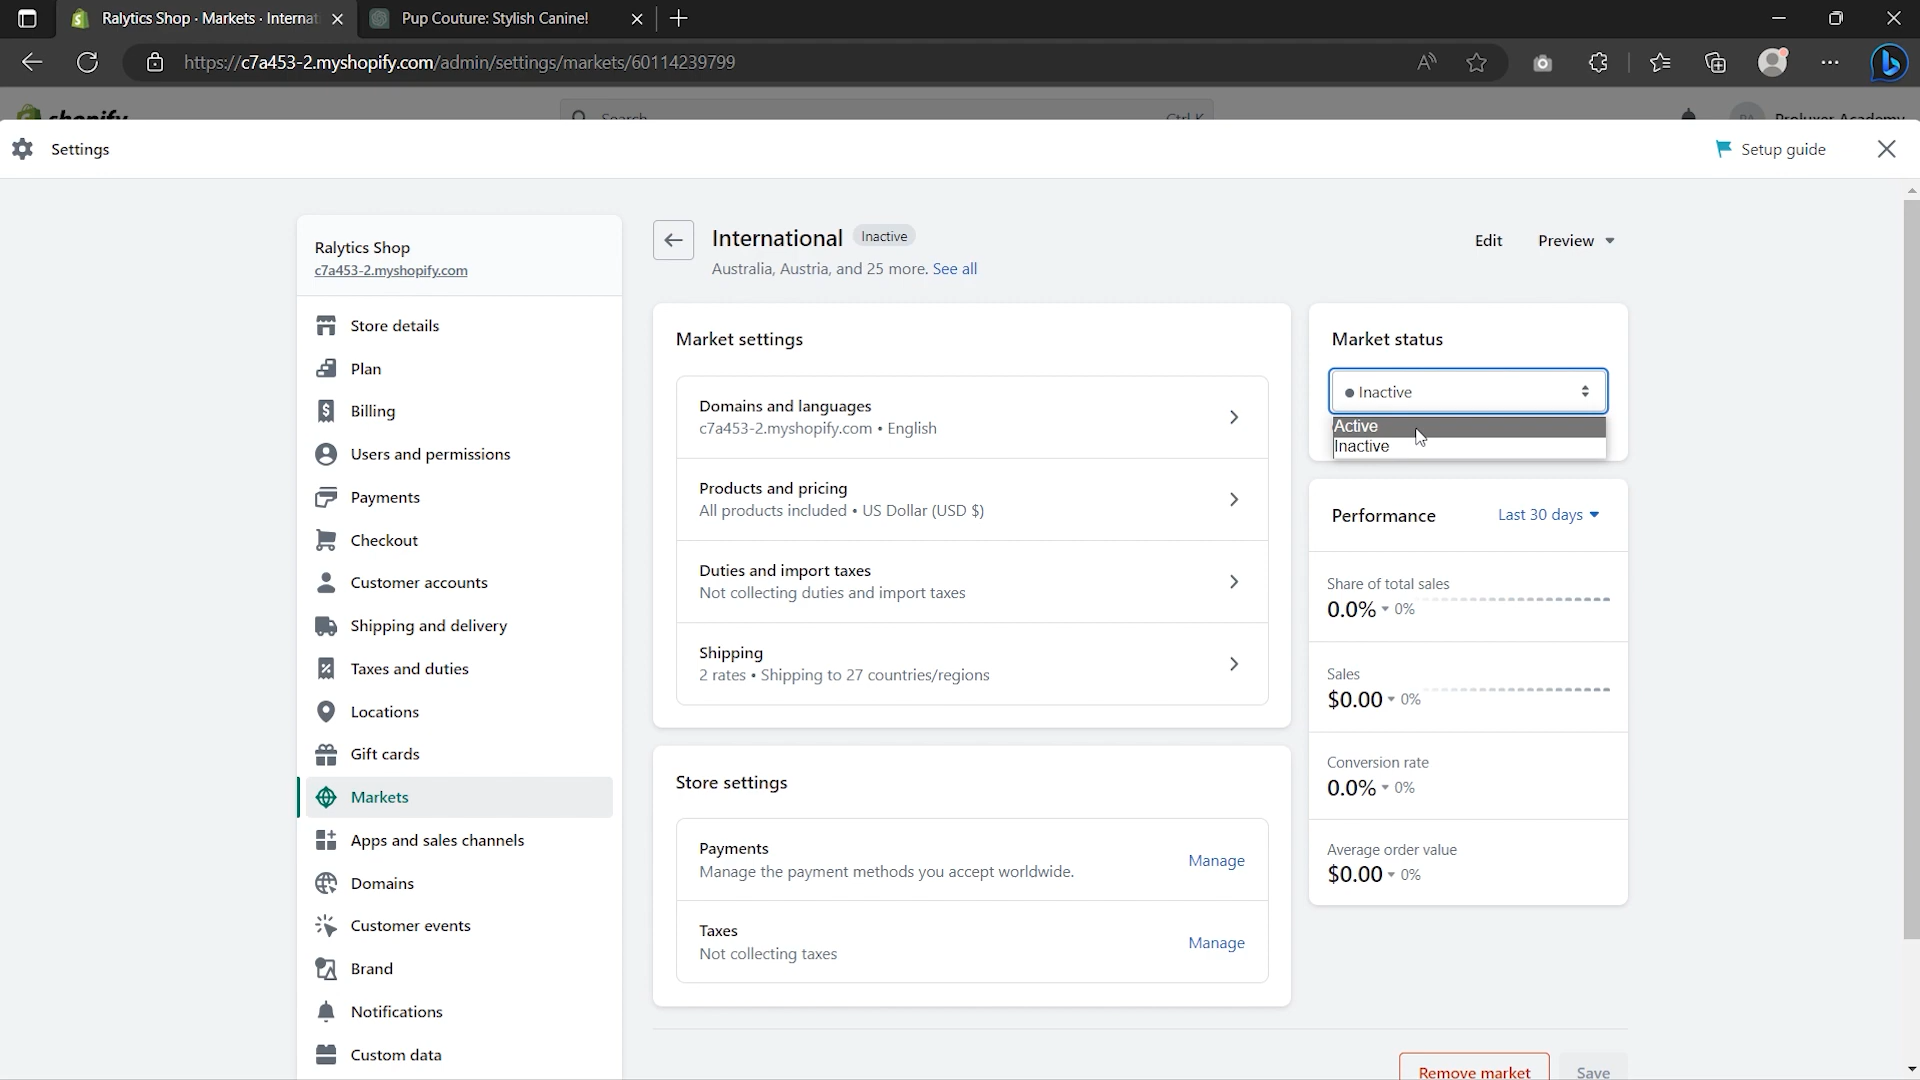 Ralytics Shop · Markets · Internat
Pup Couture: Stylish Canine!
https://c7a453-2.myshopify.com/admin/settings/markets/60114239799
shopify
Search
Ctrl K
Proluxer Academy
Settings
Setup guide
Ralytics Shop
c7a453-2.myshopify.com
Store details
Plan
Billing
Users and permissions
Payments
Checkout
Customer accounts
Shipping and delivery
Taxes and duties
Locations
Gift cards
Markets
Apps and sales channels
Domains
Customer events
Brand
Notifications
Custom data
International
Inactive
Australia, Austria, and 25 more. See all
Edit
Preview
Market settings
Domains and languages
c7a453-2.myshopify.com • English
Products and pricing
All products included • US Dollar (USD $)
Duties and import taxes
Not collecting duties and import taxes
Shipping
2 rates • Shipping to 27 countries/regions
Store settings
Payments
Manage the payment methods you accept worldwide.
Manage
Taxes
Not collecting taxes
Manage
Market status
Inactive
Active
Inactive
Performance
Last 30 days
Share of total sales
0.0% 0%
Sales
$0.00 0%
Conversion rate
0.0% 0%
Average order value
$0.00 0%
Remove market
Save